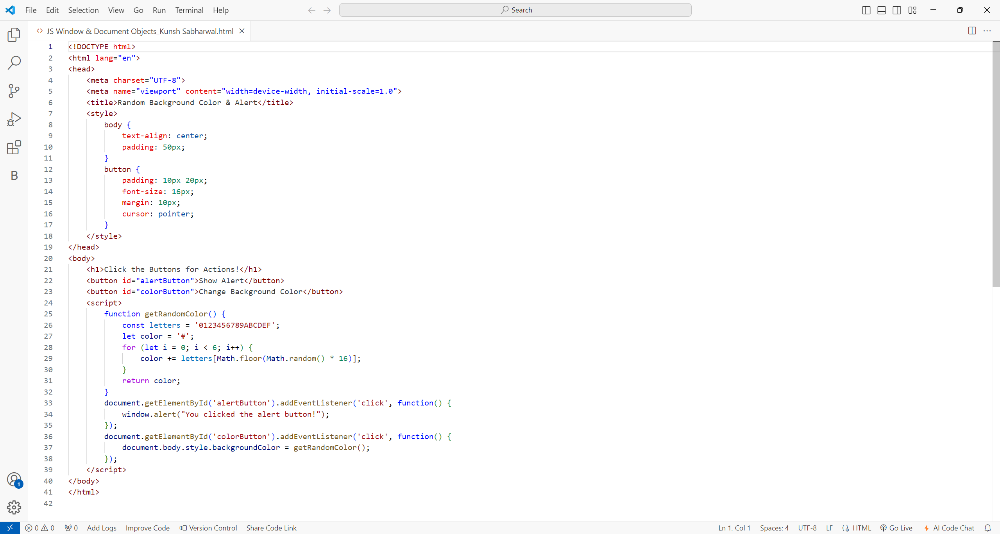 File Edit Selection View Go Run Terminal Help
Search
JS Window & Document Objects_Kunsh Sabharwal.html
1 <!DOCTYPE html>
2 <html lang="en">
3 <head>
4     <meta charset="UTF-8">
5     <meta name="viewport" content="width=device-width, initial-scale=1.0">
6     <title>Random Background Color & Alert</title>
7     <style>
8         body {
9             text-align: center;
10             padding: 50px;
11         }
12         button {
13             padding: 10px 20px;
14             font-size: 16px;
15             margin: 10px;
16             cursor: pointer;
17         }
18     </style>
19 </head>
20 <body>
21     <h1>Click the Buttons for Actions!</h1>
22     <button id="alertButton">Show Alert</button>
23     <button id="colorButton">Change Background Color</button>
24     <script>
25         function getRandomColor() {
26             const letters = '0123456789ABCDEF';
27             let color = '#';
28             for (let i = 0; i < 6; i++) {
29                 color += letters[Math.floor(Math.random() * 16)];
30             }
31             return color;
32         }
33         document.getElementById('alertButton').addEventListener('click', function() {
34             window.alert("You clicked the alert button!");
35         });
36         document.getElementById('colorButton').addEventListener('click', function() {
37             document.body.style.backgroundColor = getRandomColor();
38         });
39     </script>
40 </body>
41 </html>
42
B
1
0 0 0 Add Logs Improve Code Version Control Share Code Link Ln 1, Col 1 Spaces: 4 UTF-8 LF HTML Go Live AI Code Chat